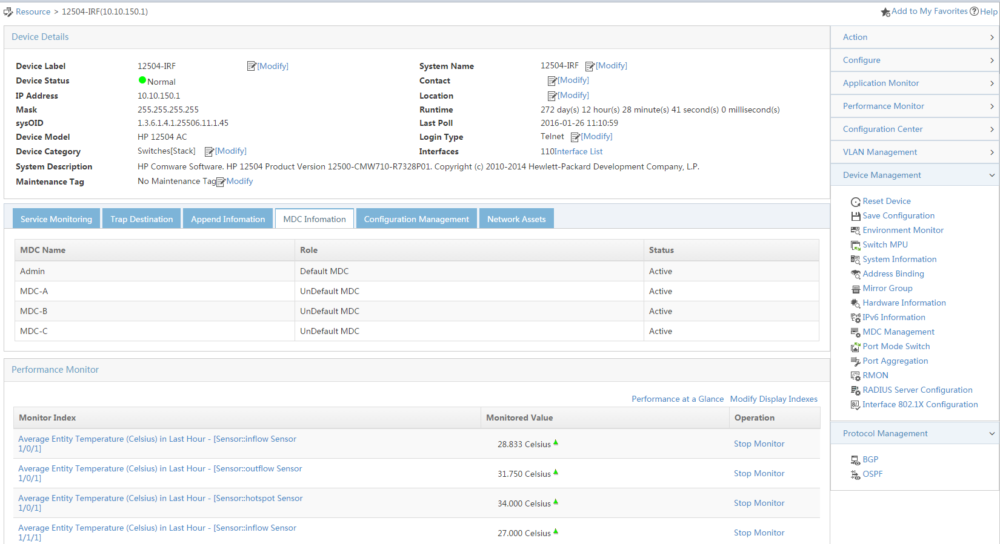 Resource > 12504-IRF(10.10.150.1)
Add to My Favorites Help
Device Details
Device Label 12504-IRF [Modify] System Name 12504-IRF [Modify]
Device Status Normal Contact [Modify]
IP Address 10.10.150.1 Location [Modify]
Mask 255.255.255.255 Runtime 272 day(s) 12 hour(s) 28 minute(s) 41 second(s) 0 millisecond(s)
sysOID 1.3.6.1.4.1.25506.11.1.45 Last Poll 2016-01-26 11:10:59
Device Model HP 12504 AC Login Type Telnet [Modify]
Device Category Switches[Stack] [Modify] Interfaces 110Interface List
System Description HP Comware Software. HP 12504 Product Version 12500-CMW710-R7328P01. Copyright (c) 2010-2014 Hewlett-Packard Development Company, L.P.
Maintenance Tag No Maintenance Tag Modify
Service Monitoring Trap Destination Append Infomation MDC Infomation Configuration Management Network Assets
MDC Name Role Status
Admin Default MDC Active
MDC-A UnDefault MDC Active
MDC-B UnDefault MDC Active
MDC-C UnDefault MDC Active
Performance Monitor
Performance at a Glance Modify Display Indexes
Monitor Index Monitored Value Operation
Average Entity Temperature (Celsius) in Last Hour - [Sensor::inflow Sensor
1/0/1] 28.833 Celsius Stop Monitor
Average Entity Temperature (Celsius) in Last Hour - [Sensor::outflow Sensor
1/0/1] 31.750 Celsius Stop Monitor
Average Entity Temperature (Celsius) in Last Hour - [Sensor::hotspot Sensor
1/0/1] 34.000 Celsius Stop Monitor
Average Entity Temperature (Celsius) in Last Hour - [Sensor::inflow Sensor
1/1/1] 27.000 Celsius Stop Monitor
Action
Configure
Application Monitor
Performance Monitor
Configuration Center
VLAN Management
Device Management
Reset Device
Save Configuration
Environment Monitor
Switch MPU
System Information
Address Binding
Mirror Group
Hardware Information
IPv6 Information
MDC Management
Port Mode Switch
Port Aggregation
RMON
RADIUS Server Configuration
Interface 802.1X Configuration
Protocol Management
BGP
OSPF